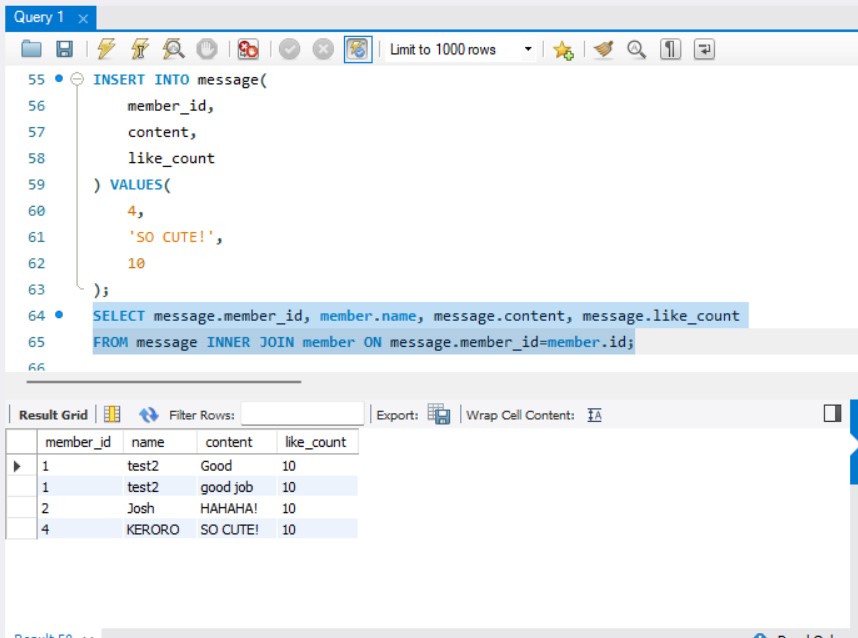 Query 1
Limit to 1000 rows
55 INSERT INTO message(
56 member_id,
57 content,
58 like_count
59 ) VALUES(
60 4,
61 'SO CUTE!',
62 10
63 );
64 SELECT message.member_id, member.name, message.content, message.like_count
65 FROM message INNER JOIN member ON message.member_id=member.id;
66
Result Grid Filter Rows: Export: Wrap Cell Content:
member_id name content like_count
1 test2 Good 10
1 test2 good job 10
2 Josh HAHAHA! 10
4 KERORO SO CUTE! 10